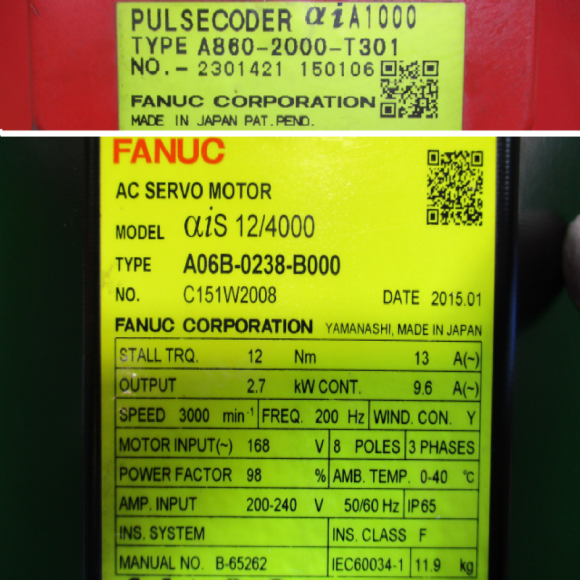 PULSECODER αiA1000
TYPE A860-2000-T301
NO.- 2301421 150106
FANUC CORPORATION
MADE IN JAPAN PAT.PEND.
FANUC
AC SERVO MOTOR
MODEL αiS 12/4000
TYPE A06B-0238-B000
NO. C151W2008 DATE 2015.01
FANUC CORPORATION YAMANASHI, MADE IN JAPAN
STALL TRQ. 12 Nm 13 A(~)
OUTPUT 2.7 kW CONT. 9.6 A(~)
SPEED 3000 min-1 FREQ. 200 Hz WIND. CON. Y
MOTOR INPUT(~) 168 V 8 POLES 3 PHASES
POWER FACTOR 98 % AMB. TEMP. 0-40 °C
AMP. INPUT 200-240 V 50/60 Hz IP65
INS. SYSTEM INS. CLASS F
MANUAL NO. B-65262 IEC60034-1 11.9 kg